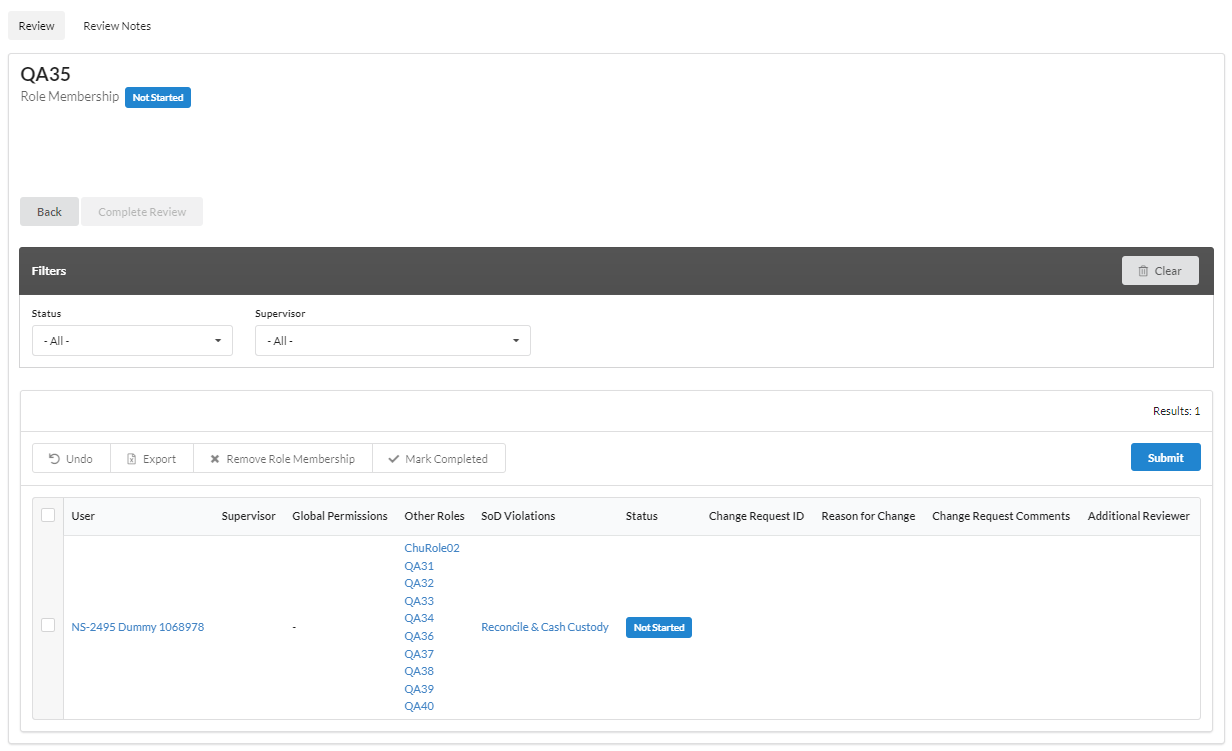 Review Review Notes
QA35
Role Membership Not Started
Back Complete Review
Filters Clear
Status Supervisor
- All - - All -
Results: 1
Undo Export Remove Role Membership Mark Completed Submit
User Supervisor Global Permissions Other Roles SoD Violations Status Change Request ID Reason for Change Change Request Comments Additional Reviewer
ChuRole02
QA31
QA32
QA33
QA34
NS-2495 Dummy 1068978 - Reconcile & Cash Custody Not Started
QA36
QA37
QA38
QA39
QA40